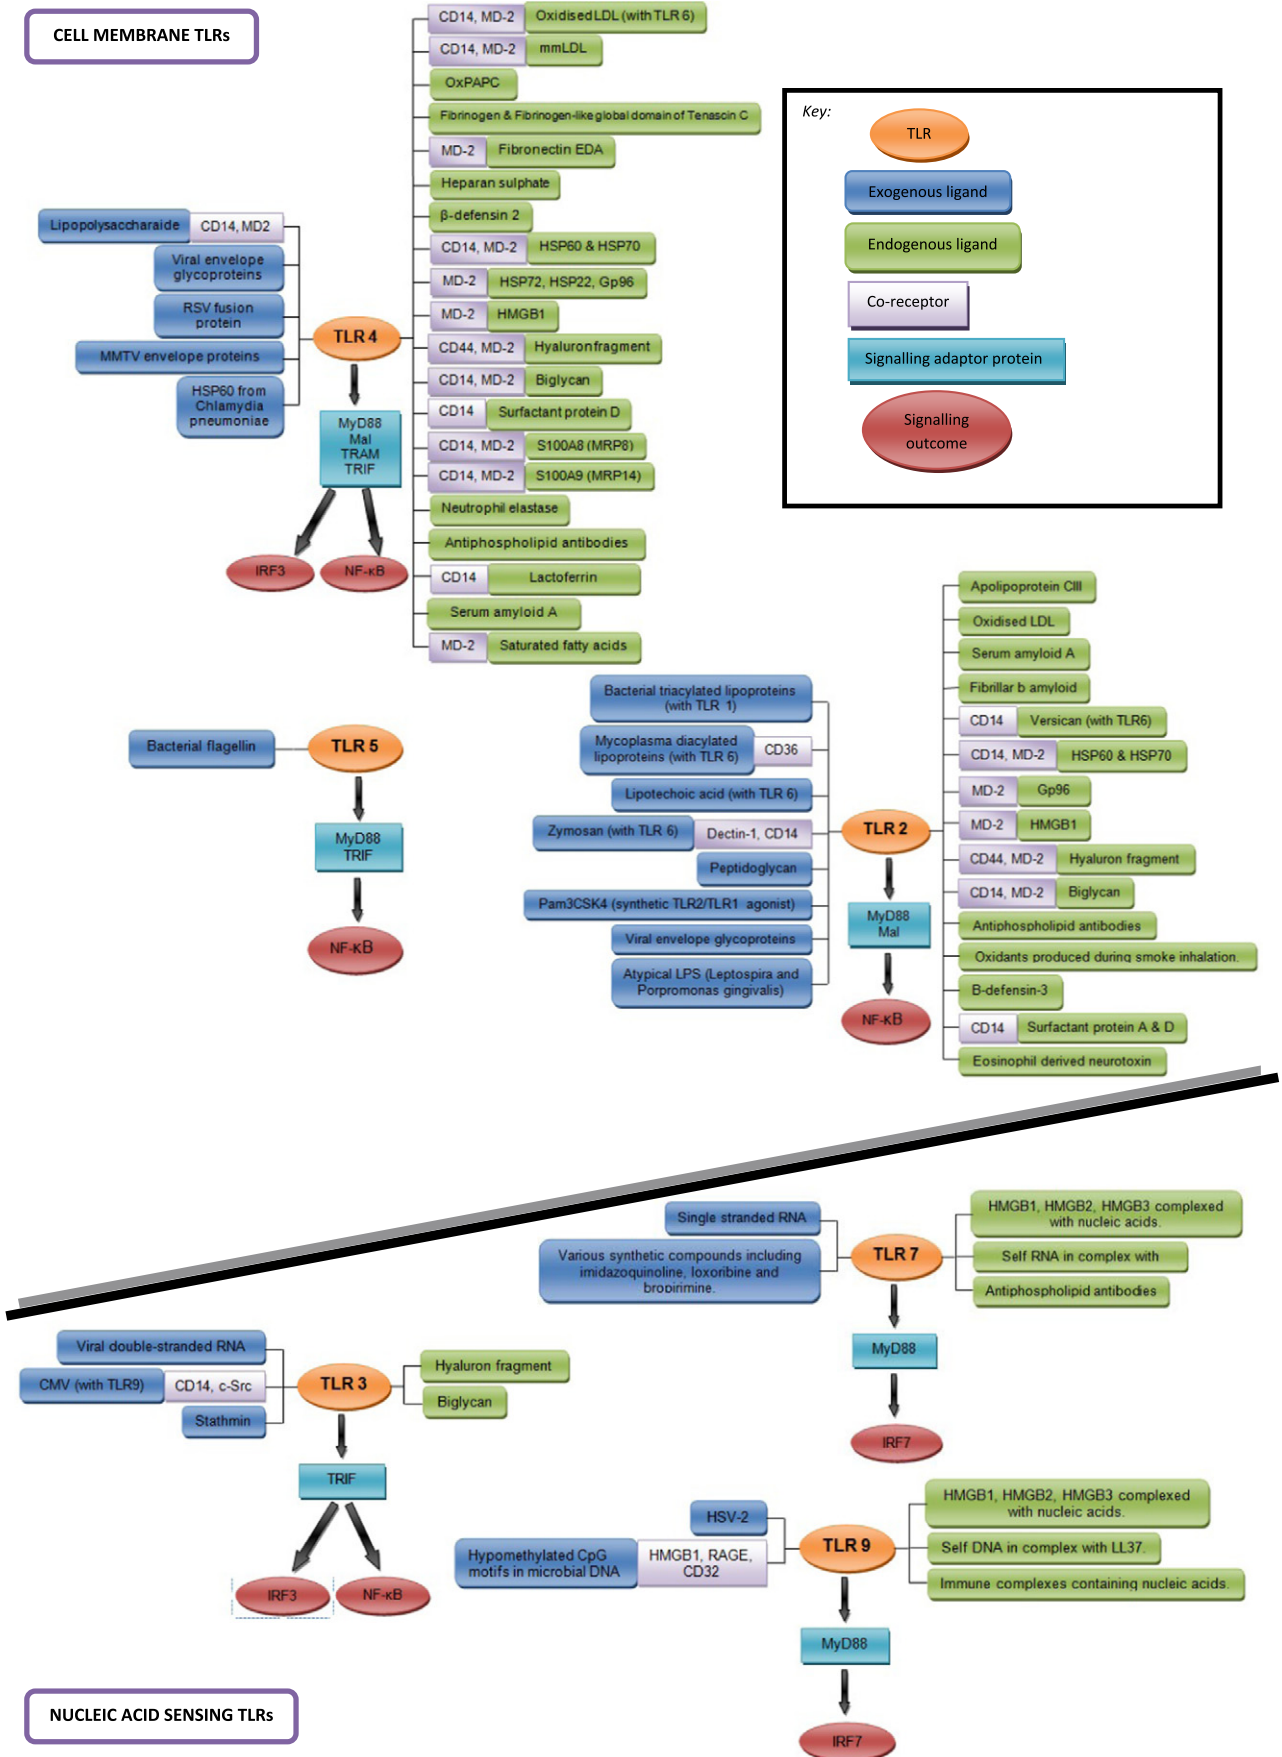 CELL MEMBRANE TLRs
CD14, MD-2
Oxidised LDL (with TLR 6)
CD14, MD-2
mmLDL
OxPAPC
Fibrinogen & Fibrinogen-like global domain of Tenascin C
MD-2
Fibronectin EDA
Heparan sulphate
β-defensin 2
CD14, MD-2
HSP60 & HSP70
MD-2
HSP72, HSP22, Gp96
MD-2
HMGB1
CD44, MD-2
Hyaluron fragment
CD14, MD-2
Biglycan
CD14
Surfactant protein D
CD14, MD-2
S100A8 (MRP8)
CD14, MD-2
S100A9 (MRP14)
Neutrophil elastase
Antiphospholipid antibodies
CD14
Lactoferrin
Serum amyloid A
MD-2
Saturated fatty acids
Lipopolysaccharaide
CD14, MD2
Viral envelope
glycoproteins
RSV fusion
protein
MMTV envelope proteins
HSP60 from
Chlamydia
pneumoniae
TLR 4
MyD88
Mal
TRAM
TRIF
IRF3
NF-κB
Key:
TLR
Exogenous ligand
Endogenous ligand
Co-receptor
Signalling adaptor protein
Signalling
outcome
Bacterial flagellin
TLR 5
MyD88
TRIF
NF-κB
Bacterial triacylated lipoproteins
(with TLR 1)
Mycoplasma diacylated
lipoproteins (with TLR 6)
CD36
Lipotechoic acid (with TLR 6)
Zymosan (with TLR 6)
Dectin-1, CD14
Peptidoglycan
Pam3CSK4 (synthetic TLR2/TLR1 agonist)
Viral envelope glycoproteins
Atypical LPS (Leptospira and
Porpromonas gingivalis)
TLR 2
MyD88
Mal
NF-κB
Apolipoprotein CIII
Oxidised LDL
Serum amyloid A
Fibrillar b amyloid
CD14
Versican (with TLR6)
CD14, MD-2
HSP60 & HSP70
MD-2
Gp96
MD-2
HMGB1
CD44, MD-2
Hyaluron fragment
CD14, MD-2
Biglycan
Antiphospholipid antibodies
Oxidants produced during smoke inhalation.
B-defensin-3
CD14
Surfactant protein A & D
Eosinophil derived neurotoxin
Single stranded RNA
Various synthetic compounds including
imidazoquinoline, loxoribine and
bropirimine.
TLR 7
HMGB1, HMGB2, HMGB3 complexed
with nucleic acids.
Self RNA in complex with
Antiphospholipid antibodies
MyD88
IRF7
Viral double-stranded RNA
CMV (with TLR9)
CD14, c-Src
Stathmin
TLR 3
Hyaluron fragment
Biglycan
TRIF
IRF3
NF-κB
HSV-2
Hypomethylated CpG
motifs in microbial DNA
HMGB1, RAGE,
CD32
TLR 9
HMGB1, HMGB2, HMGB3 complexed
with nucleic acids.
Self DNA in complex with LL37.
Immune complexes containing nucleic acids.
MyD88
IRF7
NUCLEIC ACID SENSING TLRs